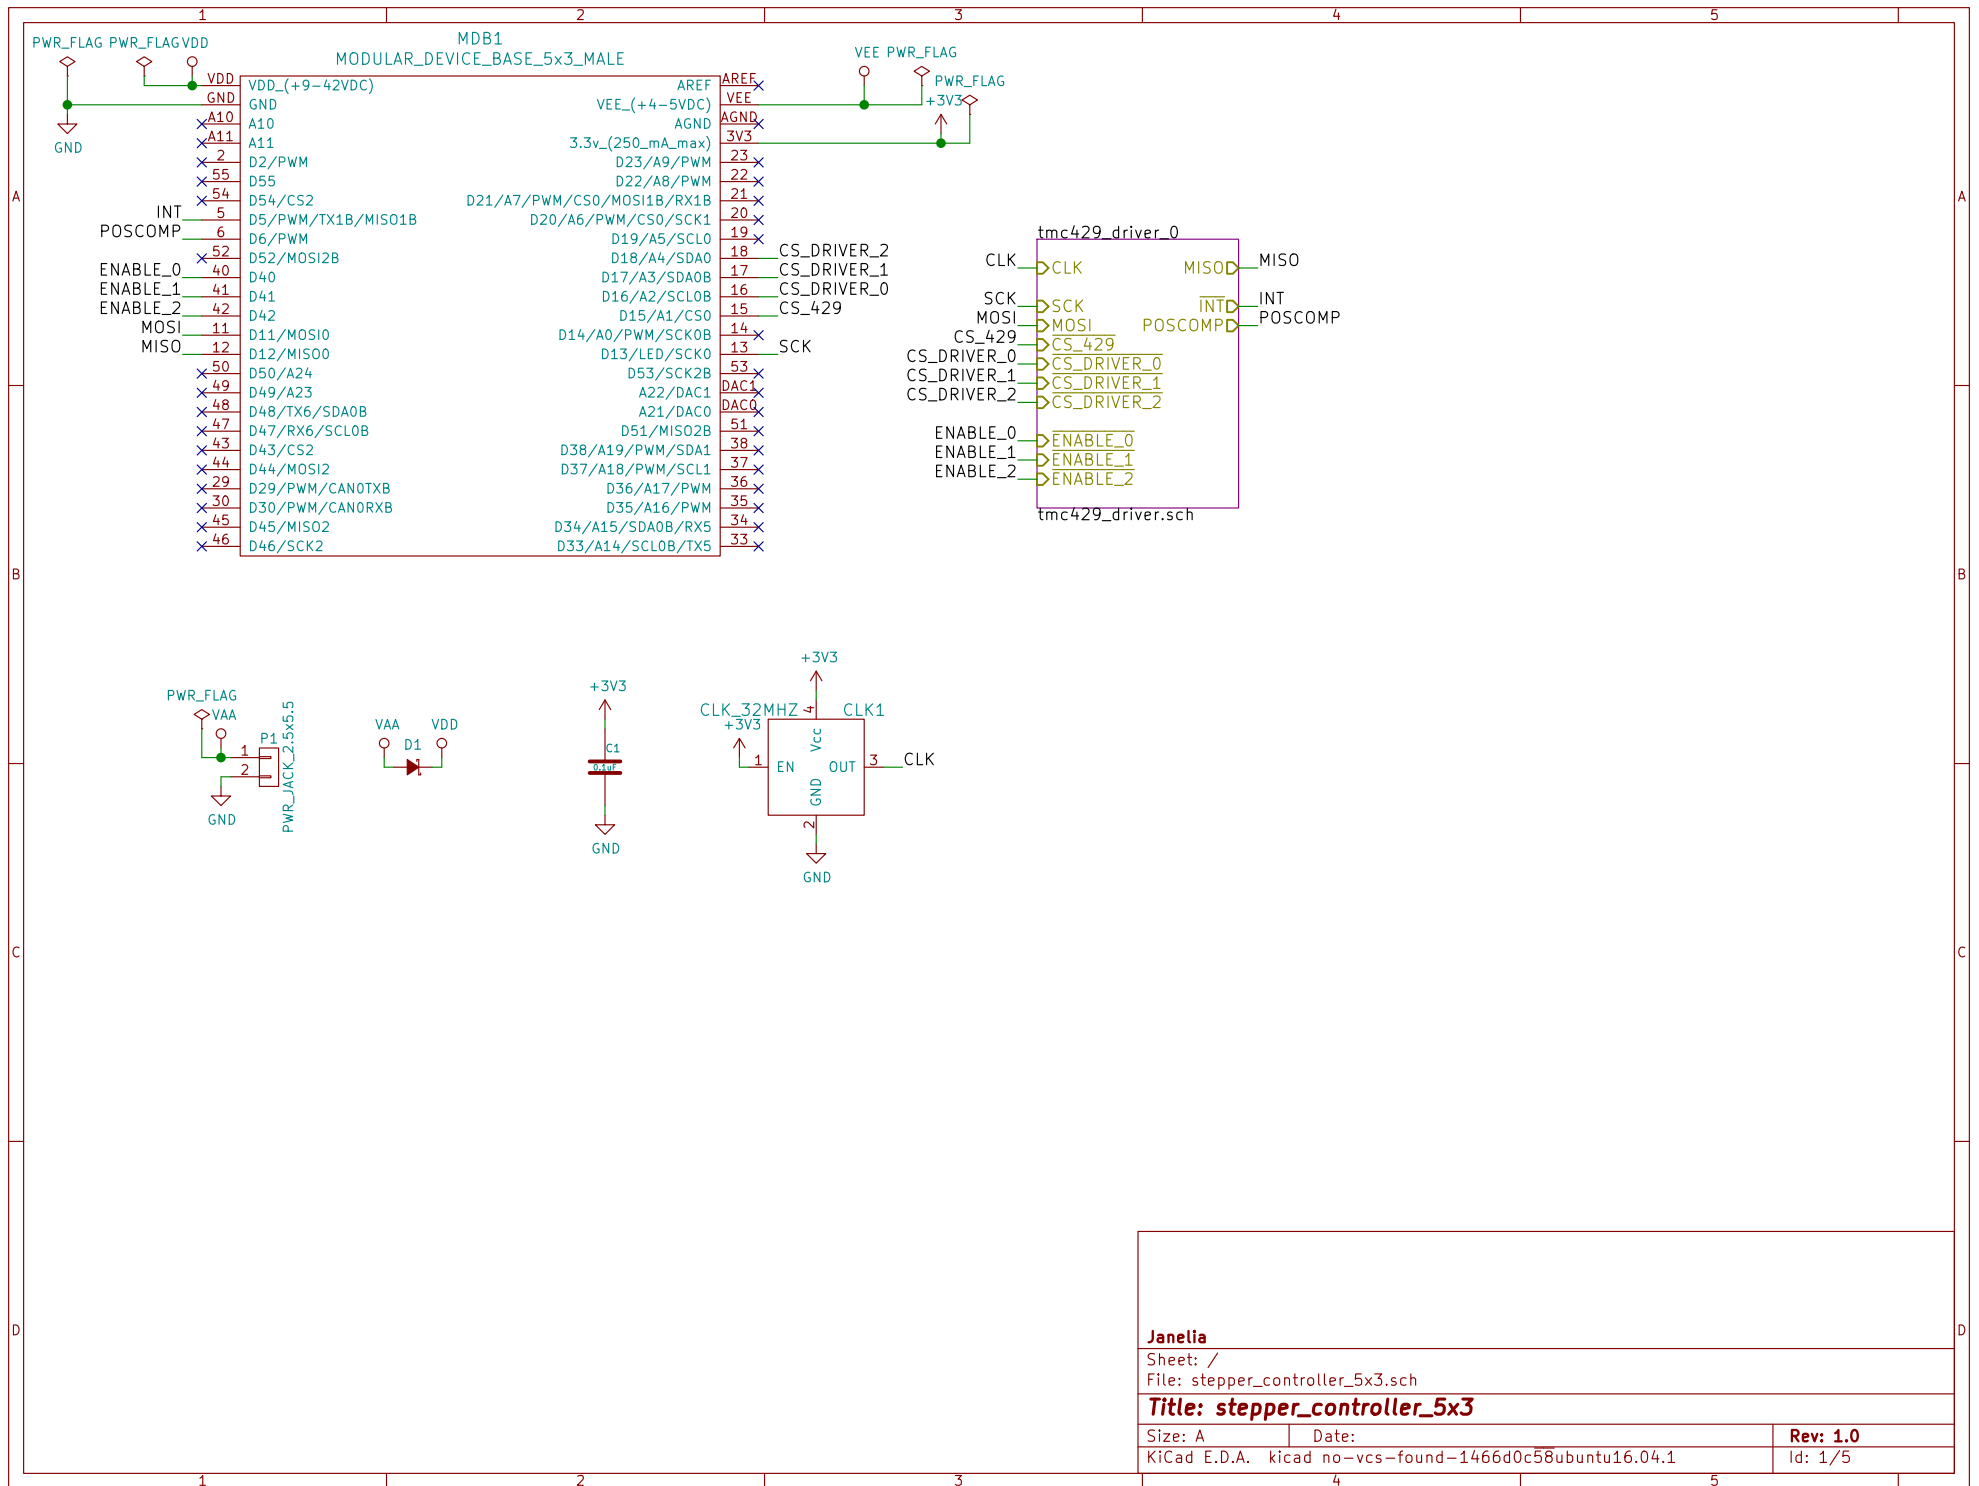 1 2 3 4 5
PWR_FLAG PWR_FLAG VDD
MDB1
MODULAR_DEVICE_BASE_5x3_MALE
VEE PWR_FLAG
PWR_FLAG
+3V3
GND
VDD VDD_(+9-42VDC) AREF AREF
GND GND VEE_(+4-5VDC) VEE
A10 A10 AGND AGND
A11 A11 3.3v_(250_mA_max) 3V3
2 D2/PWM D23/A9/PWM 23
55 D55 D22/A8/PWM 22
54 D54/CS2 D21/A7/PWM/CS0/MOSI1B/RX1B 21
INT 5 D5/PWM/TX1B/MISO1B D20/A6/PWM/CS0/SCK1 20
POSCOMP 6 D6/PWM D19/A5/SCL0 19
52 D52/MOSI2B D18/A4/SDA0 18 CS_DRIVER_2
ENABLE_0 40 D40 D17/A3/SDA0B 17 CS_DRIVER_1
ENABLE_1 41 D41 D16/A2/SCL0B 16 CS_DRIVER_0
ENABLE_2 42 D42 D15/A1/CS0 15 CS_429
MOSI 11 D11/MOSI0 D14/A0/PWM/SCK0B 14
MISO 12 D12/MISO0 D13/LED/SCK0 13 SCK
50 D50/A24 D53/SCK2B 53
49 D49/A23 A22/DAC1 DAC1
48 D48/TX6/SDA0B A21/DAC0 DAC0
47 D47/RX6/SCL0B D51/MISO2B 51
43 D43/CS2 D38/A19/PWM/SDA1 38
44 D44/MOSI2 D37/A18/PWM/SCL1 37
29 D29/PWM/CAN0TXB D36/A17/PWM 36
30 D30/PWM/CAN0RXB D35/A16/PWM 35
45 D45/MISO2 D34/A15/SDA0B/RX5 34
46 D46/SCK2 D33/A14/SCL0B/TX5 33
tmc429_driver_0
CLK CLK MISO MISO
SCK SCK INT INT
MOSI MOSI POSCOMP POSCOMP
CS_429 CS_429
CS_DRIVER_0 CS_DRIVER_0
CS_DRIVER_1 CS_DRIVER_1
CS_DRIVER_2 CS_DRIVER_2
ENABLE_0 ENABLE_0
ENABLE_1 ENABLE_1
ENABLE_2 ENABLE_2
tmc429_driver.sch
A A
B B
PWR_FLAG
VAA
P1
1
2
PWR_JACK_2.5x5.5
GND
VAA D1 VDD
+3V3
C1
0.1uF
GND
+3V3
CLK_32MHZ CLK1
+3V3
4 Vcc
1 EN OUT 3 CLK
GND 2
GND
C C
D D
Janelia
Sheet: /
File: stepper_controller_5x3.sch
Title: stepper_controller_5x3
Size: A Date: Rev: 1.0
KiCad E.D.A. kicad no-vcs-found-1466d0c58ubuntu16.04.1 Id: 1/5
1 2 3 4 5